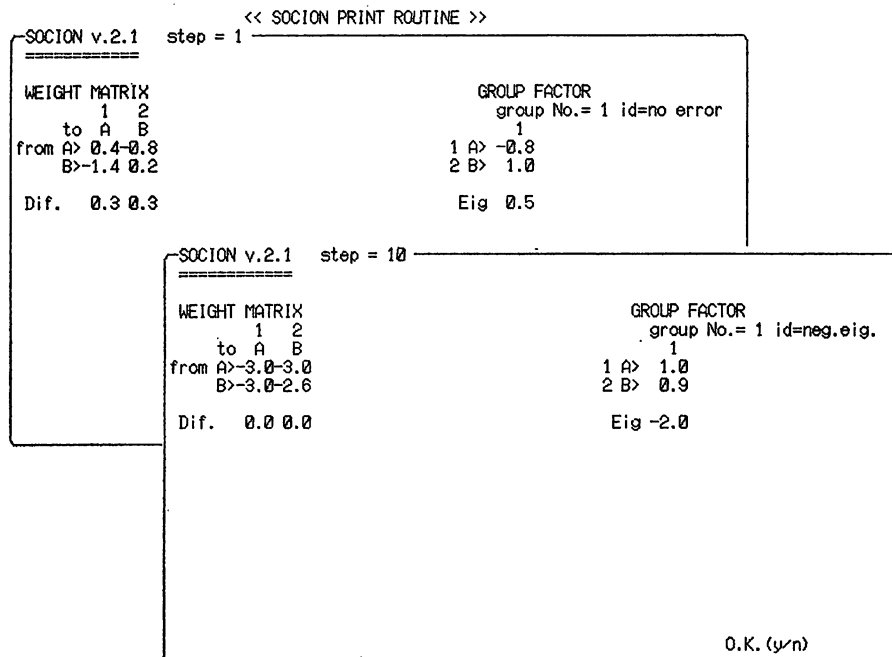 << SOCION PRINT ROUTINE >>
SOCION v.2.1 step = 1
============
WEIGHT MATRIX GROUP FACTOR
1 2 group No.= 1 id=no error
to A B 1
from A> 0.4-0.8 1 A> -0.8
B>-1.4 0.2 2 B> 1.0
Dif. 0.3 0.3 Eig 0.5
SOCION v.2.1 step = 10
============
WEIGHT MATRIX GROUP FACTOR
1 2 group No.= 1 id=neg.eig.
to A B 1
from A>-3.0-3.0 1 A> 1.0
B>-3.0-2.6 2 B> 0.9
Dif. 0.0 0.0 Eig -2.0
O.K.(y/n)